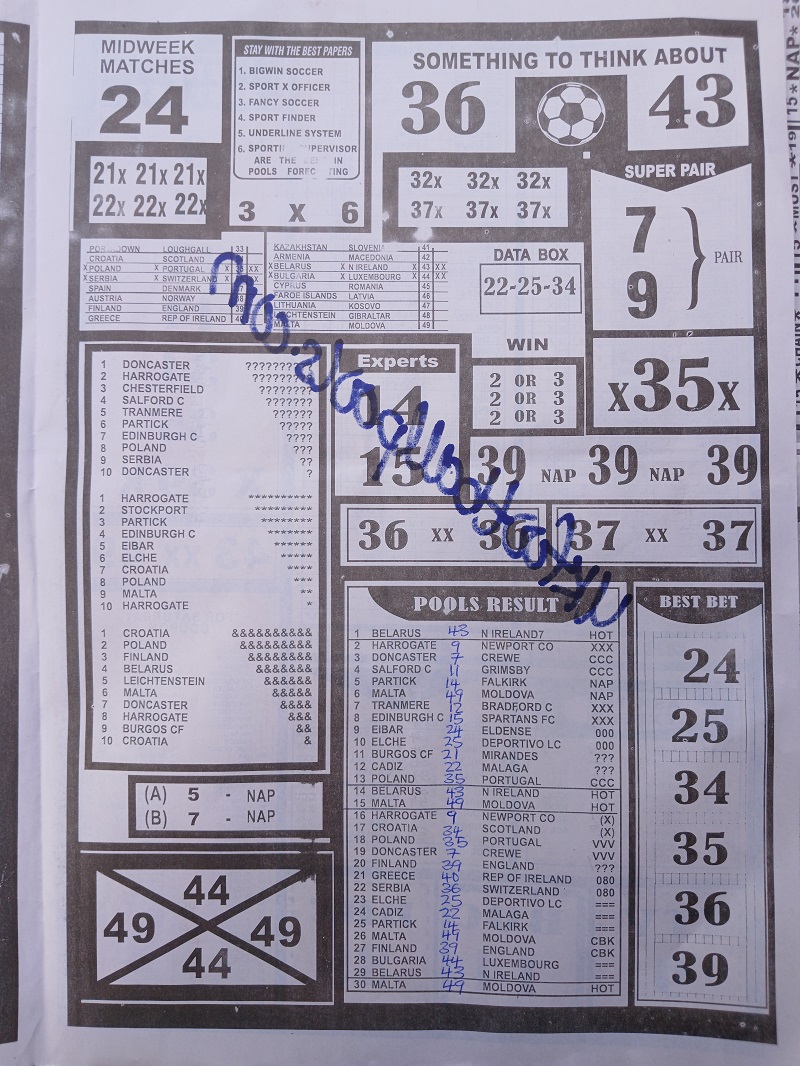 MIDWEEK
MATCHES
24
21x 21x 21x
22x 22x 22x
STAY WITH THE BEST PAPERS
1. BIGWIN SOCCER
2. SPORT X OFFICER
3. FANCY SOCCER
4. SPORT FINDER
5. UNDERLINE SYSTEM
6. SPORTI UPERVISOR
ARE THE IN
POOLS FORE TING
3 X 6
SOMETHING TO THINK ABOUT
36 43
32x 32x 32x
37x 37x 37x
SUPER PAIR
7
9
PAIR
LOUGHGALL 33
CROATIA SCOTLAND
X POLAND X PORTUGAL X XX
X SERBIA X SWITZERLAND
SPAIN DENMARK
AUSTRIA NORWAY
FINLAND ENGLAND
GREECE REP OF IRELAND
KAZAKHSTAN SLOVENIA 41
ARMENIA MACEDONIA 42
X BELARUS X N IRELAND X 43 XX
X BULGARIA X LUXEMBOURG X 44 XX
CYPRUS ROMANIA 45
FAROE ISLANDS LATVIA 46
LITHUANIA KOSOVO 47
LIECHTENSTEIN GIBRALTAR 48
MALTA MOLDOVA 49
DATA BOX
22-25-34
WIN
2 OR 3
2 OR 3
2 OR 3
x35x
1 DONCASTER ?????????
2 HARROGATE ????????
3 CHESTERFIELD ????????
4 SALFORD C ???????
5 TRANMERE ??????
6 PARTICK ?????
7 EDINBURGH C ????
8 POLAND ???
9 SERBIA ??
10 DONCASTER ?
1 HARROGATE **********
2 STOCKPORT *********
3 PARTICK ********
4 EDINBURGH C *******
5 EIBAR ******
6 ELCHE *****
7 CROATIA ****
8 POLAND ***
9 MALTA **
10 HARROGATE *
1 CROATIA &&&&&&&&&&
2 POLAND &&&&&&&&&
3 FINLAND &&&&&&&&
4 BELARUS &&&&&&&
5 LEICHTENSTEIN &&&&&&
6 MALTA &&&&&
7 DONCASTER &&&&
8 HARROGATE &&&
9 BURGOS CF &&
10 CROATIA &
Experts
15
39 NAP 39 NAP 39
36 XX 36
37 XX 37
ukfootballpools.com
(A) 5 - NAP
(B) 7 - NAP
44
49 49
44
POOLS RESULT
1 BELARUS 43 N IRELAND7 HOT
2 HARROGATE 9 NEWPORT CO XXX
3 DONCASTER 7 CREWE CCC
4 SALFORD C 11 GRIMSBY CCC
5 PARTICK 14 FALKIRK NAP
6 MALTA 49 MOLDOVA NAP
7 TRANMERE 12 BRADFORD C XXX
8 EDINBURGH C 15 SPARTANS FC XXX
9 EIBAR 24 ELDENSE 000
10 ELCHE 25 DEPORTIVO LC 000
11 BURGOS CF 21 MIRANDES ???
12 CADIZ 22 MALAGA ???
13 POLAND 35 PORTUGAL CCC
14 BELARUS 43 N IRELAND HOT
15 MALTA 49 MOLDOVA HOT
16 HARROGATE 9 NEWPORT CO (X)
17 CROATIA 34 SCOTLAND (X)
18 POLAND 35 PORTUGAL VVV
19 DONCASTER 7 CREWE VVV
20 FINLAND 39 ENGLAND ???
21 GREECE 40 REP OF IRELAND 080
22 SERBIA 36 SWITZERLAND 080
23 ELCHE 25 DEPORTIVO LC ===
24 CADIZ 22 MALAGA ===
25 PARTICK 14 FALKIRK ===
26 MALTA 49 MOLDOVA CBK
27 FINLAND 39 ENGLAND CBK
28 BULGARIA 44 LUXEMBOURG ===
29 BELARUS 43 N IRELAND ===
30 MALTA 49 MOLDOVA HOT
BEST BET
24
25
34
35
36
39